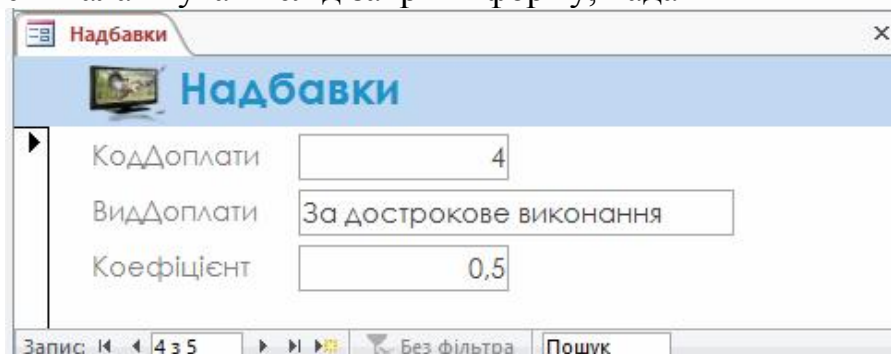 Надбавки
Надбавки
КодДоплати 4
ВидДоплати За дострокове виконання
Коефіцієнт 0,5
Запис: 4 з 5 Без фільтра Пошук